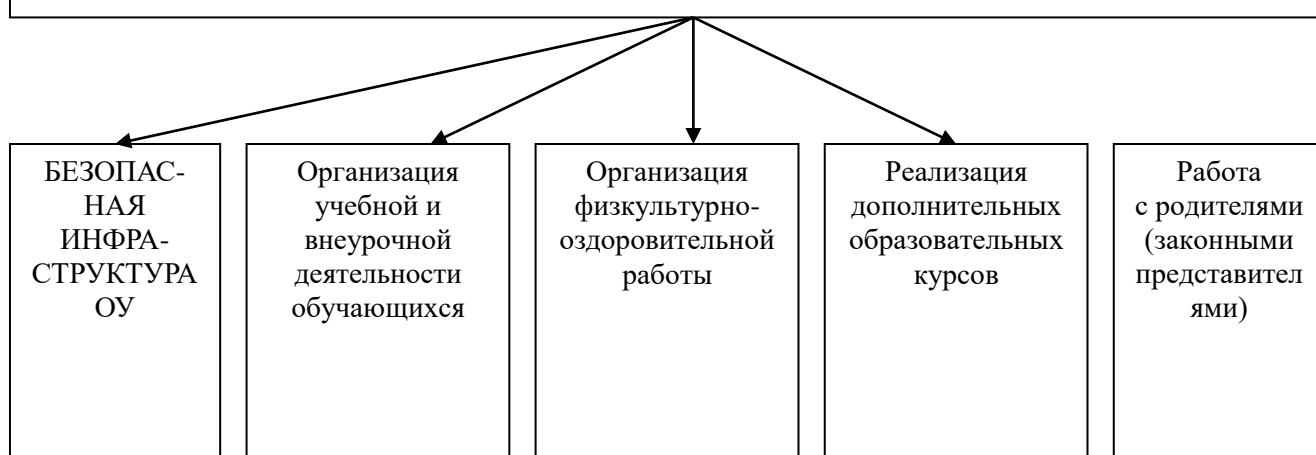 БЕЗОПАС-
НАЯ
ИНФРА-
СТРУКТУРА
ОУ
Организация
учебной и
внеурочной
деятельности
обучающихся
Организация
физкультурно-
оздоровительной
работы
Реализация
дополнительных
образовательных
курсов
Работа
с родителями
(законными
представител
ями)